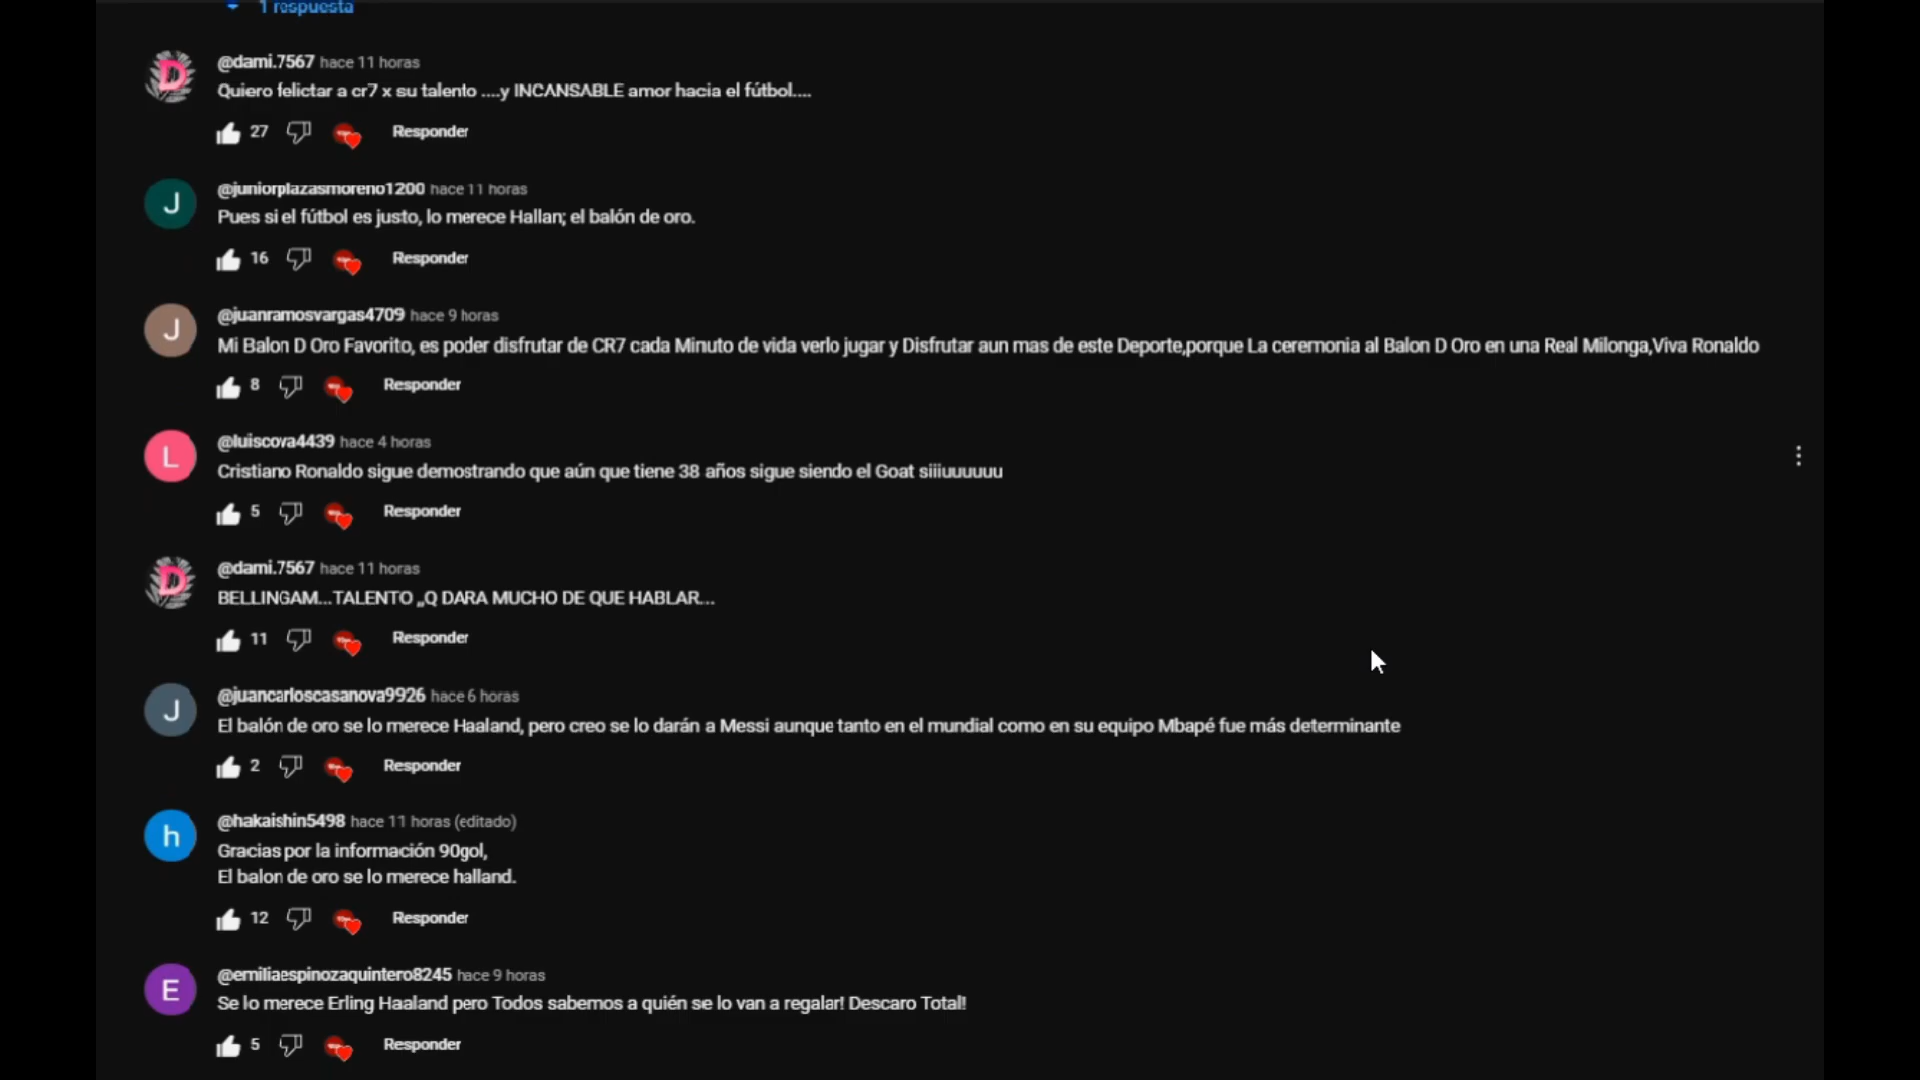 1 respuesta
@dami.7567 hace 11 horas
Quiero felictar a cr7 x su talento ....y INCANSABLE amor hacia el fútbol....
27 Responder
@juniorplazasmoreno1200 hace 11 horas
Pues si el fútbol es justo, lo merece Hallan; el balón de oro.
16 Responder
@juanramosvargas4709 hace 9 horas
Mi Balon D Oro Favorito, es poder disfrutar de CR7 cada Minuto de vida verlo jugar y Disfrutar aun mas de este Deporte,porque La ceremonia al Balon D Oro en una Real Milonga,Viva Ronaldo
8 Responder
@luiscova4439 hace 4 horas
Cristiano Ronaldo sigue demostrando que aún que tiene 38 años sigue siendo el Goat siiiuuuuuu
5 Responder
@dami.7567 hace 11 horas
BELLINGAM...TALENTO ,,Q DARA MUCHO DE QUE HABLAR...
11 Responder
@juancarloscasanova9926 hace 6 horas
El balón de oro se lo merece Haaland, pero creo se lo darán a Messi aunque tanto en el mundial como en su equipo Mbapé fue más determinante
2 Responder
@hakaishin5498 hace 11 horas (editado)
Gracias por la información 90gol,
El balon de oro se lo merece halland.
12 Responder
@emiliaespinozaquintero8245 hace 9 horas
Se lo merece Erling Haaland pero Todos sabemos a quién se lo van a regalar! Descaro Total!
5 Responder
D
J
J
L
D
J
h
E